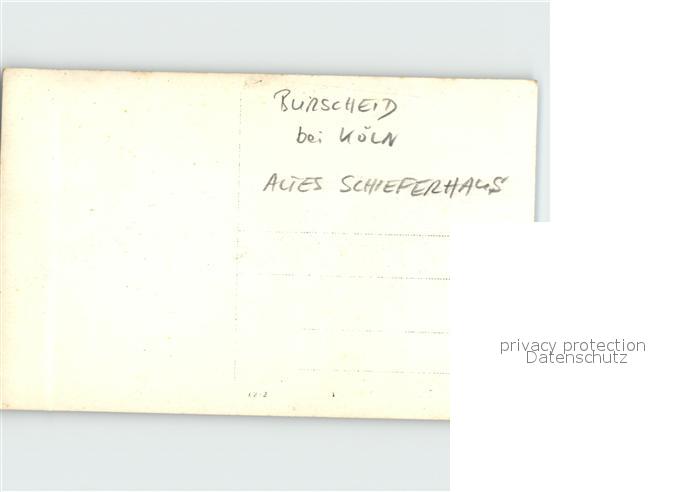 BURSCHEID
bei KÖLN
ALTES SCHIEFERHAUS
privacy protection
Datenschutz